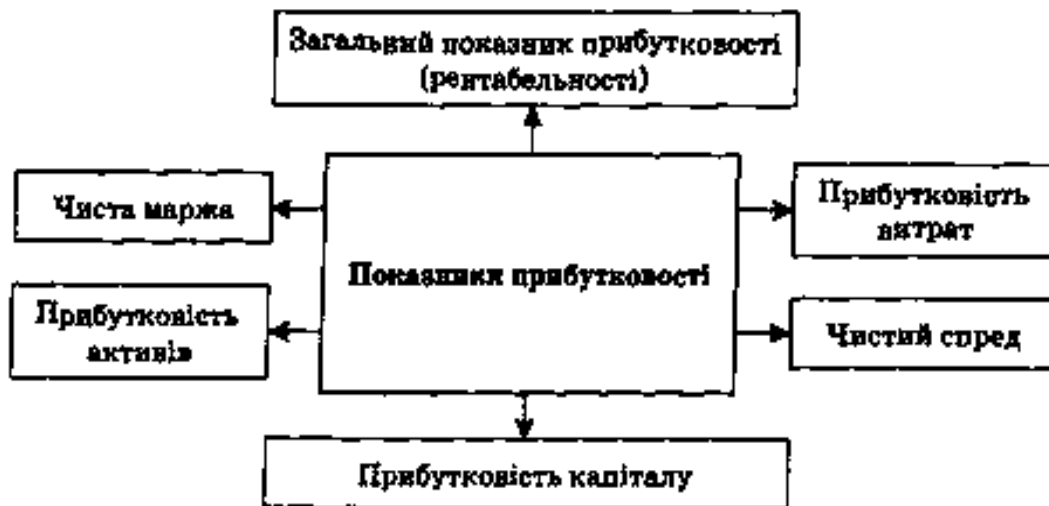 Загальний показник прибутковості
(рентабельності)
Чиста маржа
Прибутковість
витрат
Показники прибутковості
Прибутковість
активів
Чистий спред
Прибутковість капіталу